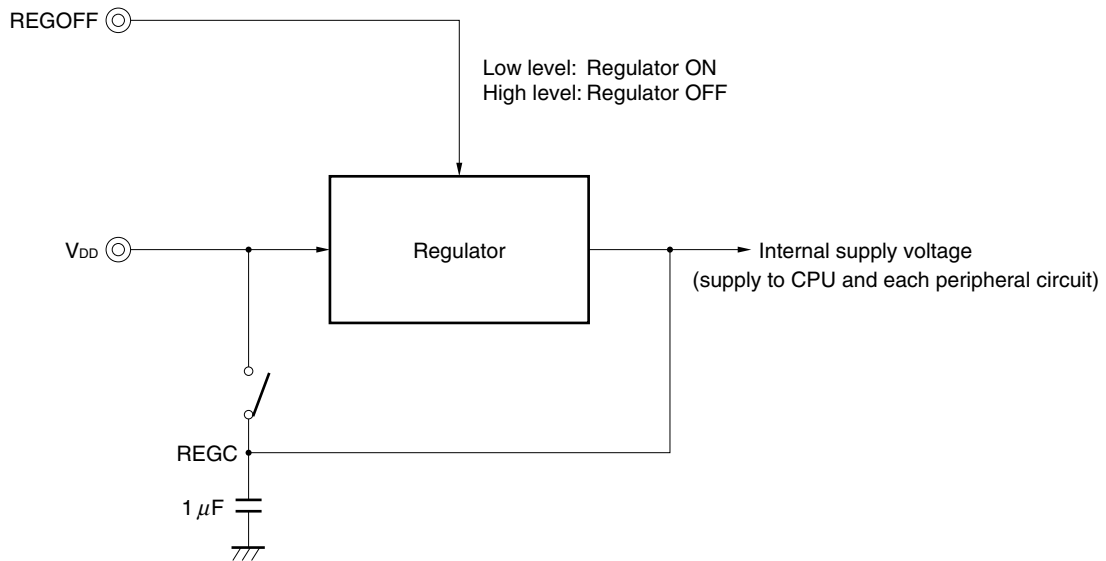 REGOFF
Low level: Regulator ON
High level: Regulator OFF
VDD
Regulator
Internal supply voltage
(supply to CPU and each peripheral circuit)
REGC
1 μF